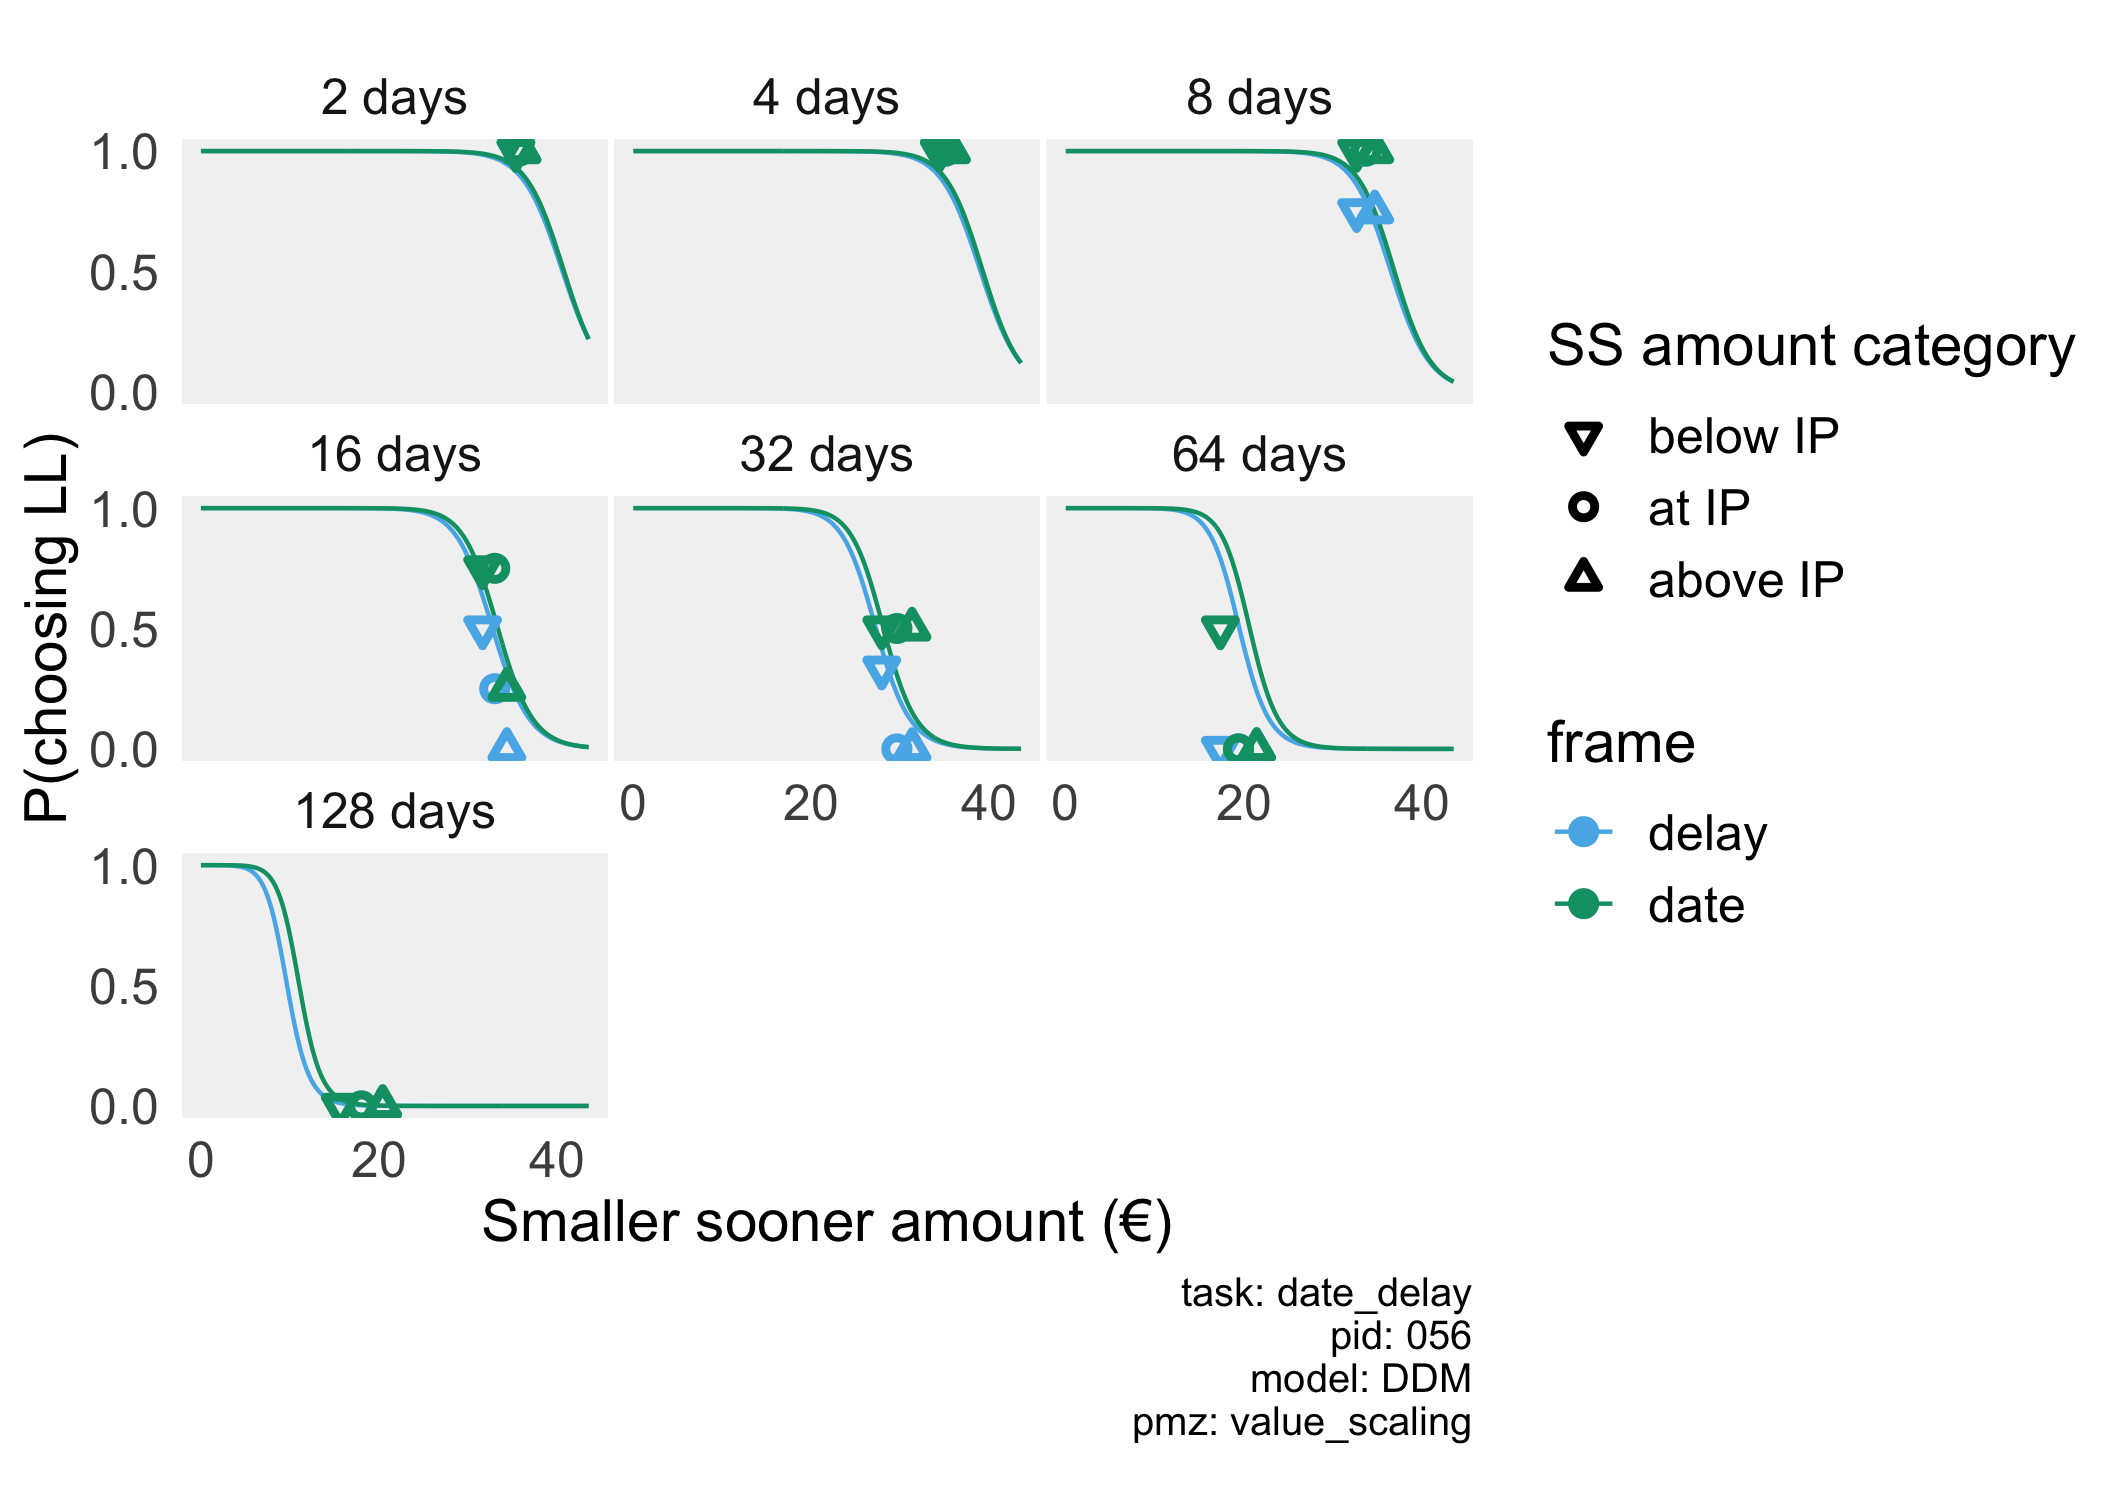 2 days
4 days
8 days
1.0
0.5
0.0
16 days
32 days
64 days
1.0
0.5
0.0
0
20
40
0
20
40
128 days
1.0
0.5
0.0
0
20
40
P(choosing LL)
Smaller sooner amount (€)
SS amount category
below IP
at IP
above IP
frame
delay
date
task: date_delay
pid: 056
model: DDM
pmz: value_scaling